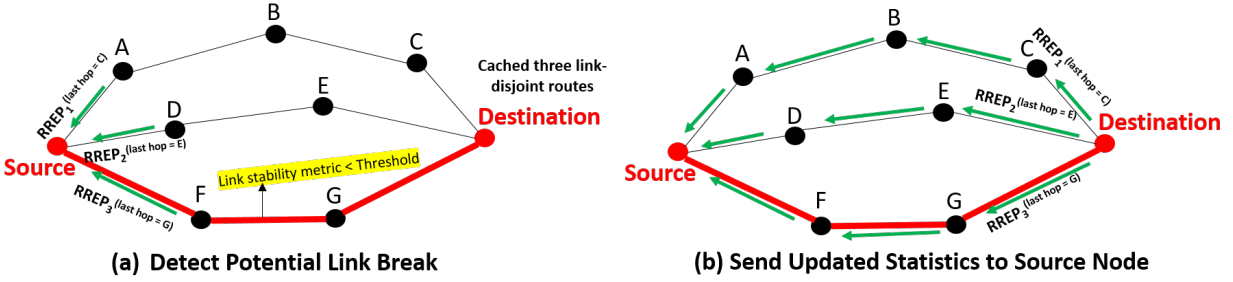 B
A
C
RREP1 (last hop = C)
Cached three link-
disjoint routes
E
D
Destination
RREP2 (last hop = E)
Source
Link stability metric < Threshold
RREP3 (last hop = G)
F
G
(a) Detect Potential Link Break
B
A
C
RREP1 (last hop = C)
E
D
RREP2 (last hop = E)
Destination
Source
F
G
RREP3 (last hop = G)
(b) Send Updated Statistics to Source Node